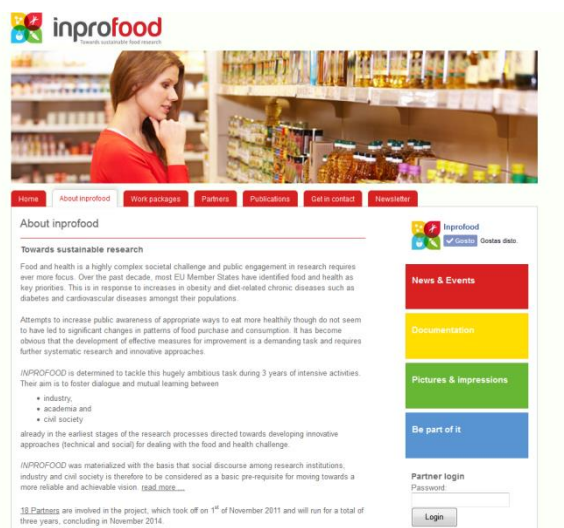 inprofood
Towards sustainable food research
Home
About inprofood
Work packages
Partners
Publications
Get in contact
Newsletter
About inprofood
Towards sustainable research
Food and health is a highly complex societal challenge and public engagement in research requires
ever more focus. Over the past decade, most EU Member States have identified food and health as
key priorities. This is in response to increases in obesity and diet-related chronic diseases such as
diabetes and cardiovascular diseases amongst their populations.
Attempts to increase public awareness of appropriate ways to eat more healthily though do not seem
to have led to significant changes in patterns of food purchase and consumption. It has become
obvious that the development of effective measures for improvement is a demanding task and requires
further systematic research and innovative approaches.
INPROFOOD is determined to tackle this hugely ambitious task during 3 years of intensive activities.
Their aim is to foster dialogue and mutual learning between
• industry,
• academia and
• civil society
already in the earliest stages of the research processes directed towards developing innovative
approaches (technical and social) for dealing with the food and health challenge.
INPROFOOD was materialized with the basis that social discourse among research institutions,
industry and civil society is therefore to be considered as a basic pre-requisite for moving towards a
more reliable and achievable vision. read more ...
18 Partners are involved in the project, which took off on 1st of November 2011 and will run for a total of
three years, concluding in November 2014.
Inprofood
Gosto Gostas disto.
News & Events
Documentation
Pictures & impressions
Be part of it
Partner login
Password:
Login